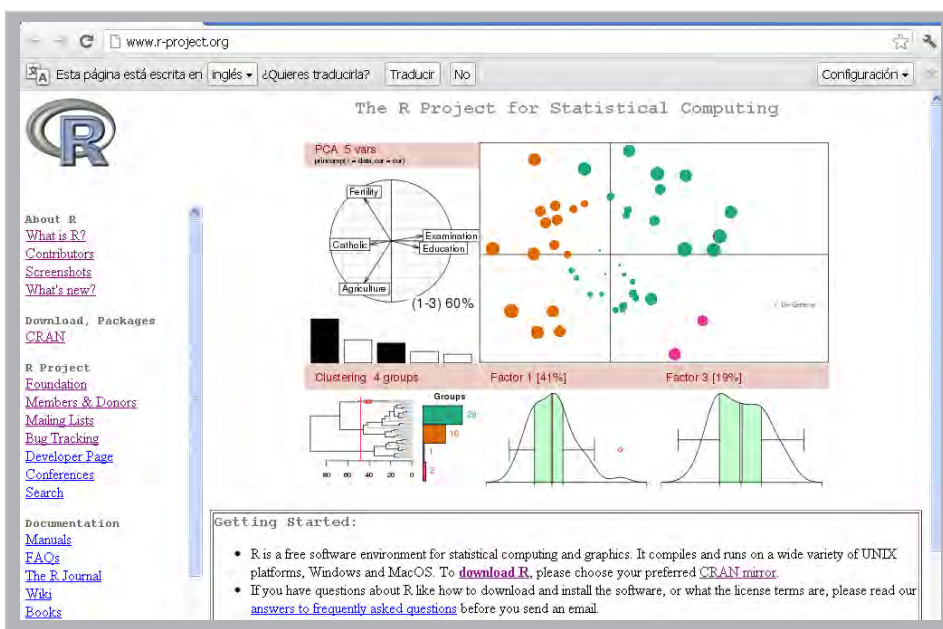 www.r-project.org
Esta página está escrita en inglés ¿Quieres traducirla? Traducir No Configuración
R
The R Project for Statistical Computing
About R
What is R?
Contributors
Screenshots
What's new?
Download, Packages
CRAN
R Project
Foundation
Members & Donors
Mailing Lists
Bug Tracking
Developer Page
Conferences
Search
Documentation
Manuals
FAQs
The R Journal
Wiki
Books
PCA 5 vars
Fertility
Catholic
Examination
Education
Agriculture
(1-3) 60%
Clustering 4 groups
Factor 1 [41%]
Factor 3 [19%]
Groups
28
16
1
2
80 60 40 20 0
Getting Started:
• R is a free software environment for statistical computing and graphics. It compiles and runs on a wide variety of UNIX
platforms, Windows and MacOS. To download R, please choose your preferred CRAN mirror.
• If you have questions about R like how to download and install the software, or what the license terms are, please read our
answers to frequently asked questions before you send an email.